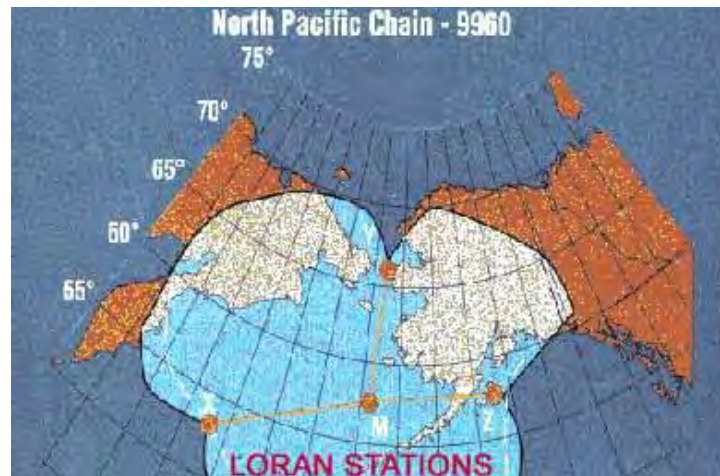 North Pacific Chain - 9960
75°
70°
65°
60°
55°
Y
X
M
Z
LORAN STATIONS